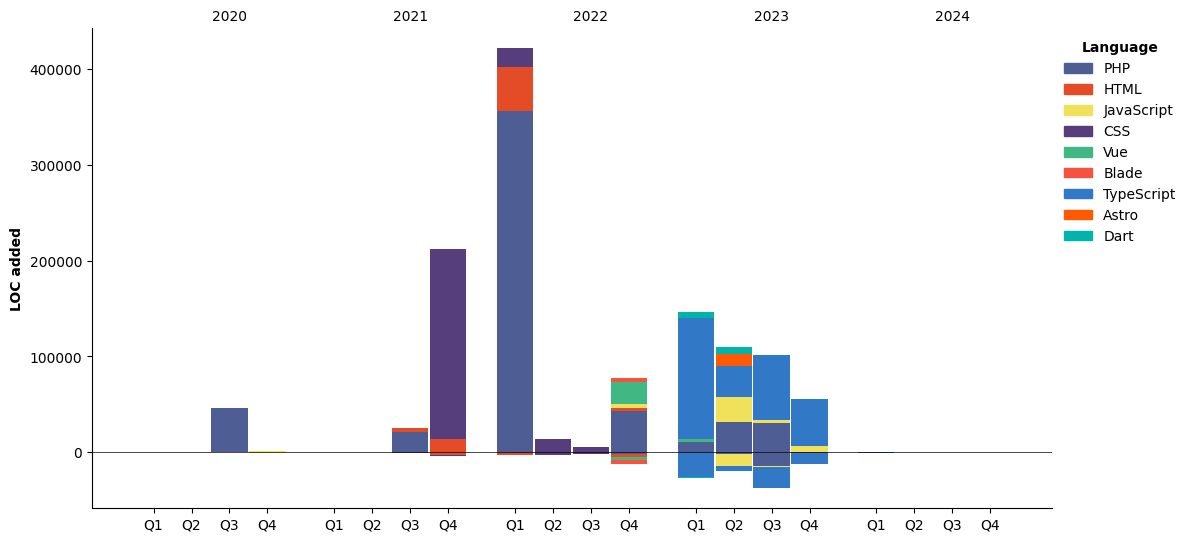 2020 2021 2022 2023 2024
Language
PHP
HTML
JavaScript
CSS
Vue
Blade
TypeScript
Astro
Dart
LOC added
400000
300000
200000
100000
0
Q1 Q2 Q3 Q4 Q1 Q2 Q3 Q4 Q1 Q2 Q3 Q4 Q1 Q2 Q3 Q4 Q1 Q2 Q3 Q4